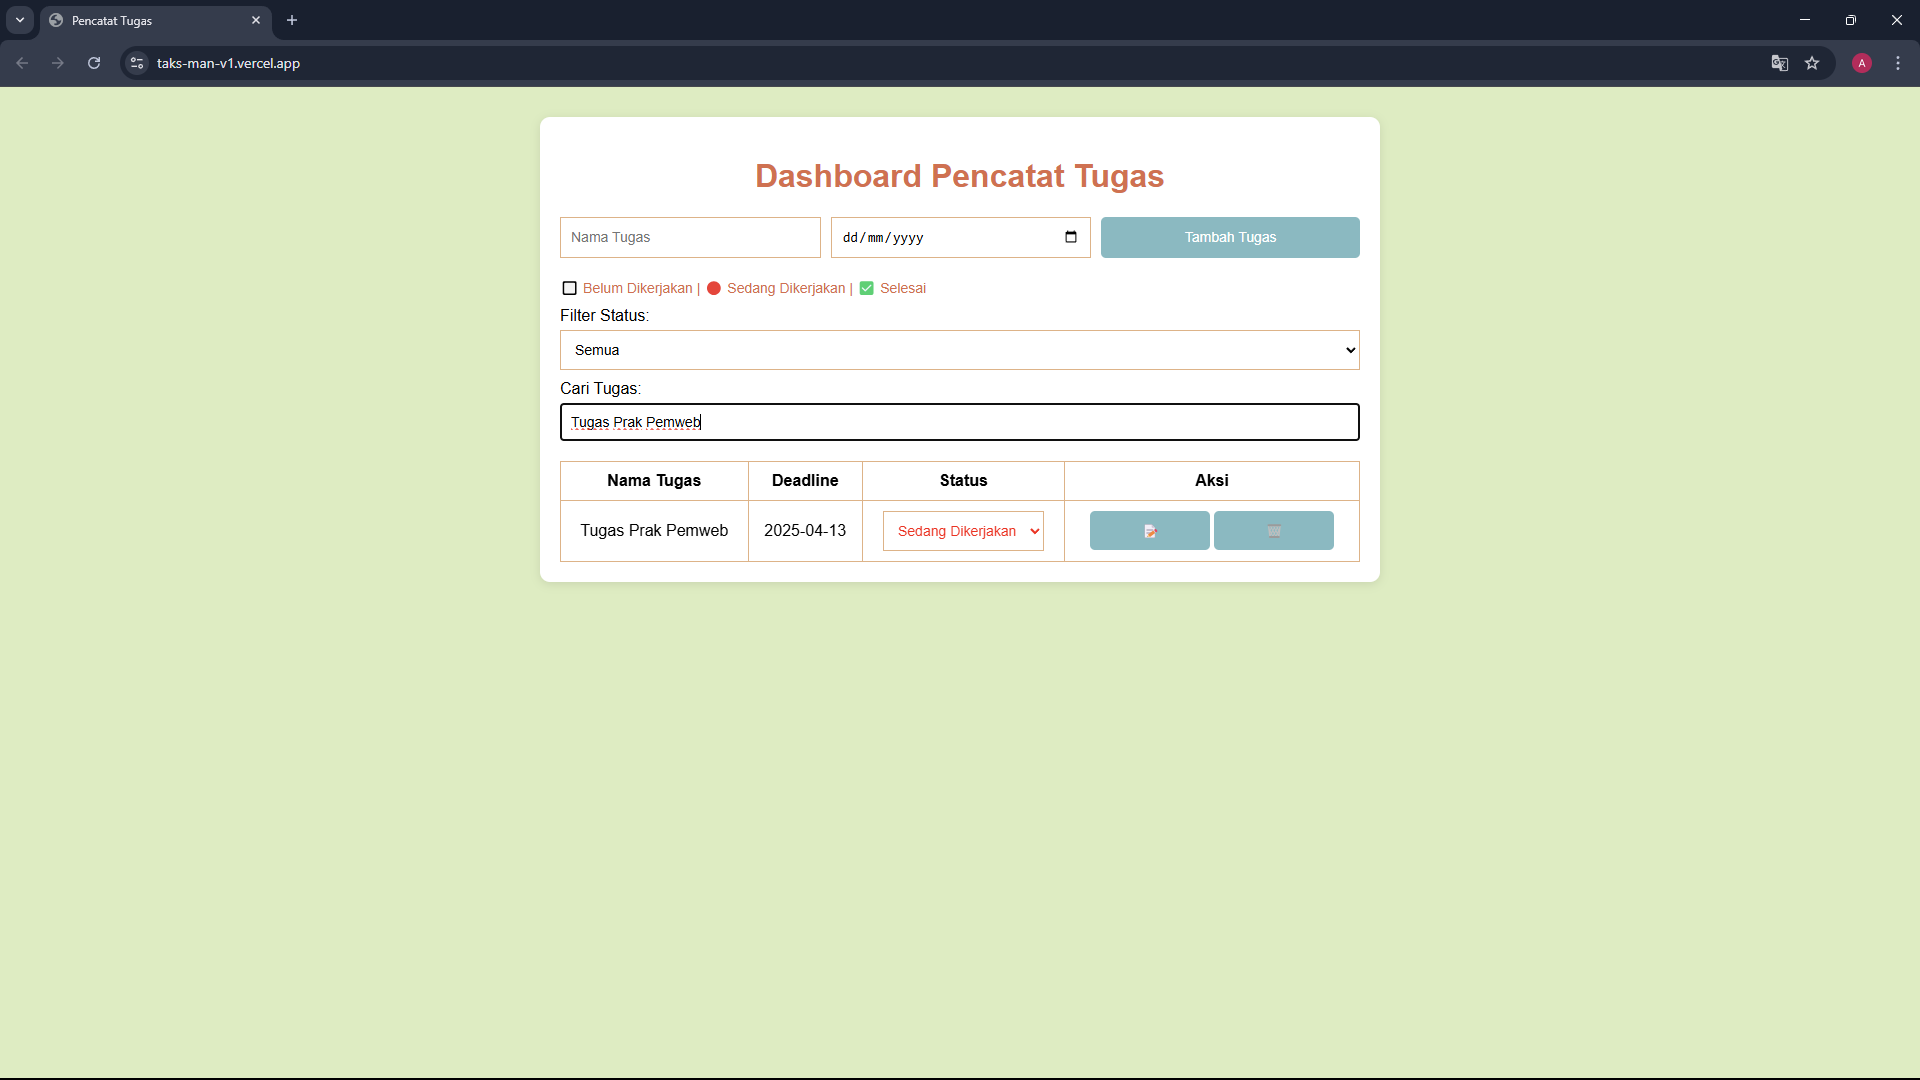 Pencatat Tugas
taks-man-v1.vercel.app
A
Dashboard Pencatat Tugas
Nama Tugas
dd/mm/yyyy
Tambah Tugas
Belum Dikerjakan | Sedang Dikerjakan | Selesai
Filter Status:
Semua
Cari Tugas:
Tugas Prak Pemweb
Nama Tugas Deadline Status Aksi
Tugas Prak Pemweb 2025-04-13 Sedang Dikerjakan